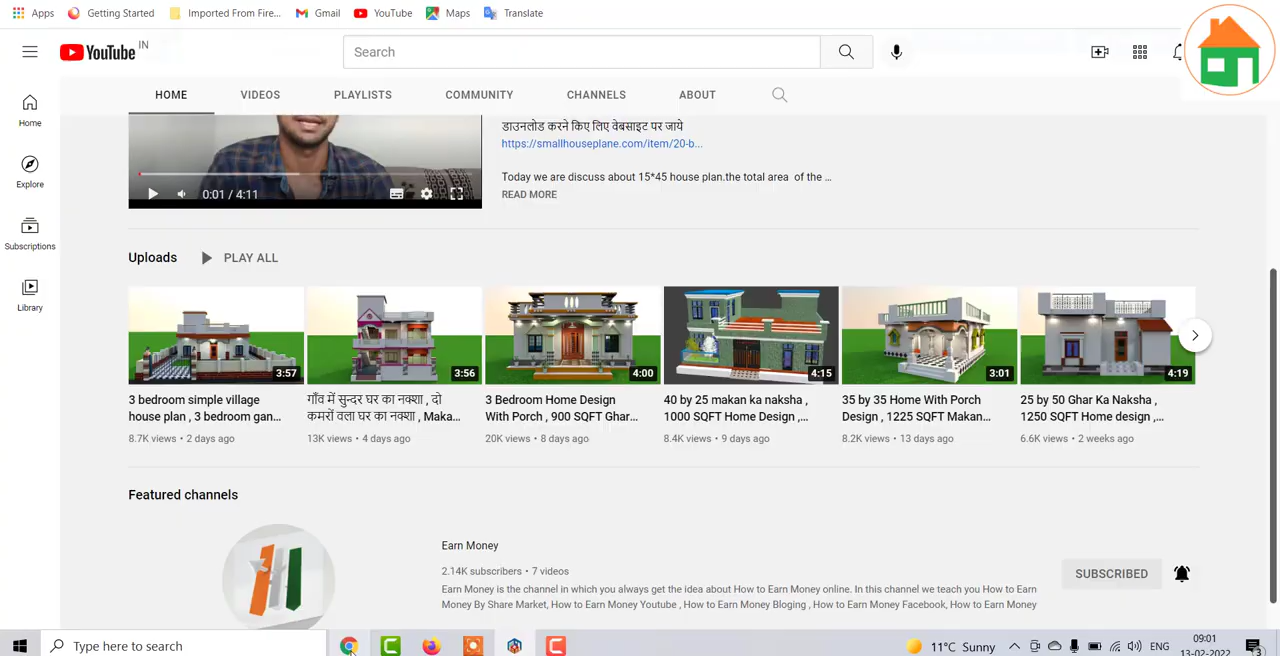 Apps Getting Started Imported From Fire... Gmail YouTube Maps Translate
YouTube IN Search
HOME VIDEOS PLAYLISTS COMMUNITY CHANNELS ABOUT
Home
Explore
Subscriptions
Library
डाउनलोड करने किए लिए वेबसाइट पर जाये
https://smallhouseplane.com/item/20-b...
Today we are discuss about 15*45 house plan.the total area of the ...
READ MORE
0:01 / 4:11
Uploads PLAY ALL
3:57 3:56 4:00 4:15 3:01 4:19
3 bedroom simple village
house plan , 3 bedroom gan...
8.7K views • 2 days ago
गाँव में सुन्दर घर का नक्शा , दो
कमरों वला घर का नक्शा , Maka...
13K views • 4 days ago
3 Bedroom Home Design
With Porch , 900 SQFT Ghar...
20K views • 8 days ago
40 by 25 makan ka naksha ,
1000 SQFT Home Design ,...
8.4K views • 9 days ago
35 by 35 Home With Porch
Design , 1225 SQFT Makan...
8.2K views • 13 days ago
25 by 50 Ghar Ka Naksha ,
1250 SQFT Home design ,...
6.6K views • 2 weeks ago
Featured channels
Earn Money
2.14K subscribers • 7 videos
Earn Money is the channel in which you always get the idea about How to Earn Money online. In this channel we teach you How to Earn
Money By Share Market, How to Earn Money Youtube , How to Earn Money Bloging , How to Earn Money Facebook, How to Earn Money
SUBSCRIBED
Type here to search
11°C Sunny ENG
09:01
13-02-2022
3